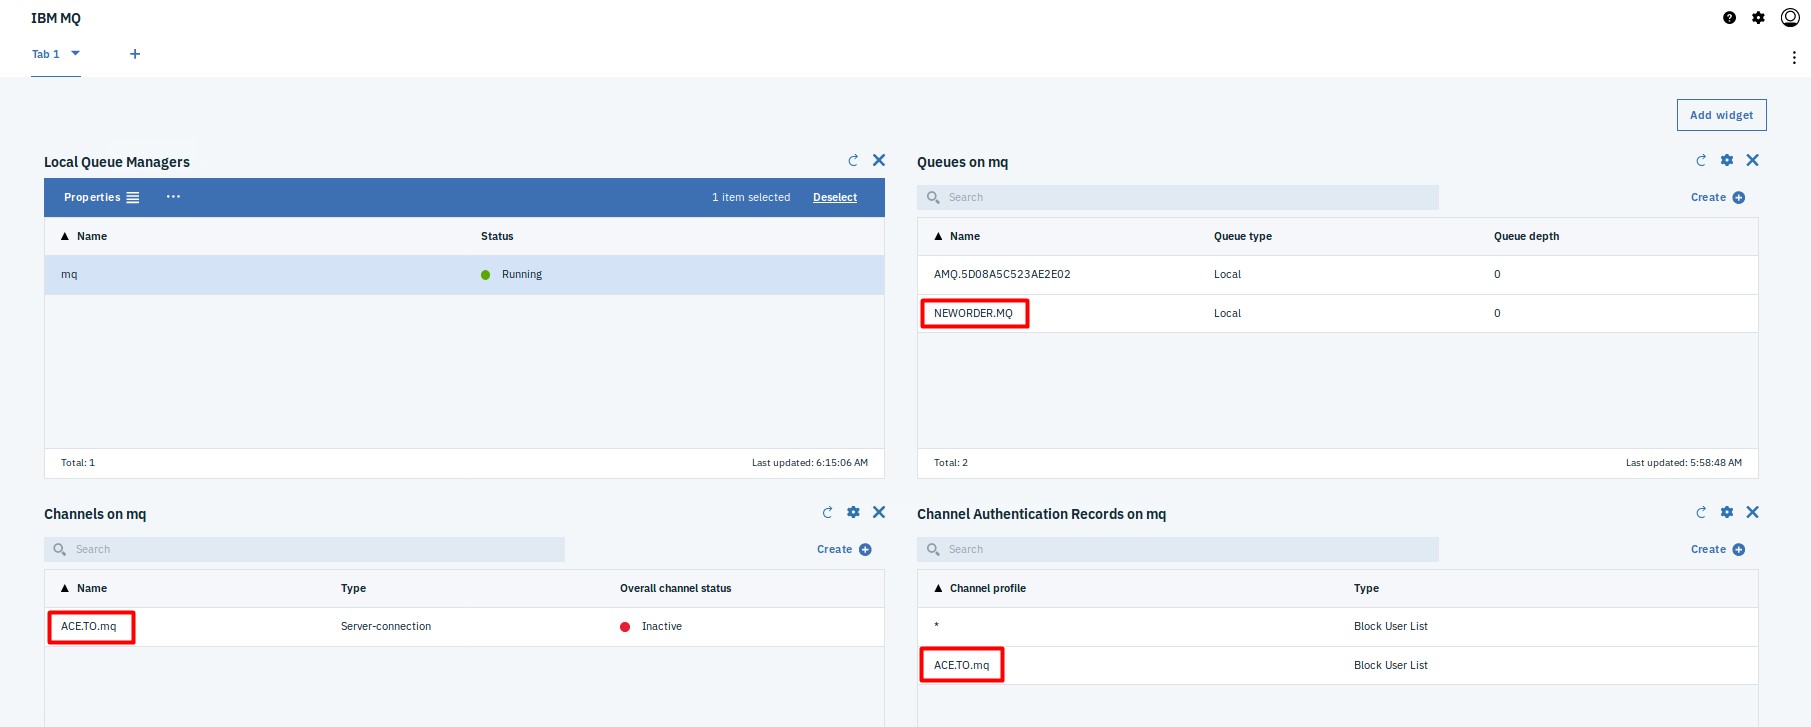 IBM MQ
Tab 1
Add widget
Local Queue Managers
Properties 1 item selected Deselect
Name Status
mq Running
Total: 1 Last updated: 6:15:06 AM
Queues on mq
Search Create
Name Queue type Queue depth
AMQ.5D08A5C523AE2E02 Local 0
NEWORDER.MQ Local 0
Total: 2 Last updated: 5:58:48 AM
Channels on mq
Search Create
Name Type Overall channel status
ACE.TO.mq Server-connection Inactive
Channel Authentication Records on mq
Search Create
Channel profile Type
* Block User List
ACE.TO.mq Block User List